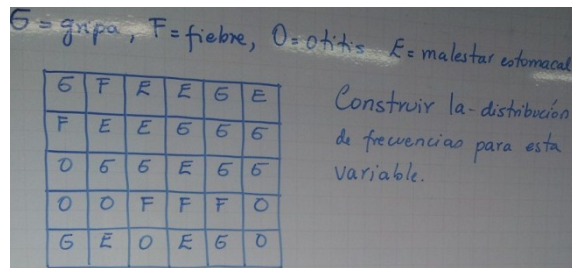 G = gripa, F = fiebre, O = otitis E = malestar estomacal
G F E E G E
F E E G G G
O G G E G G
O O F F F O
G E O E G O
Construir la distribución
de frecuencias para esta
variable.